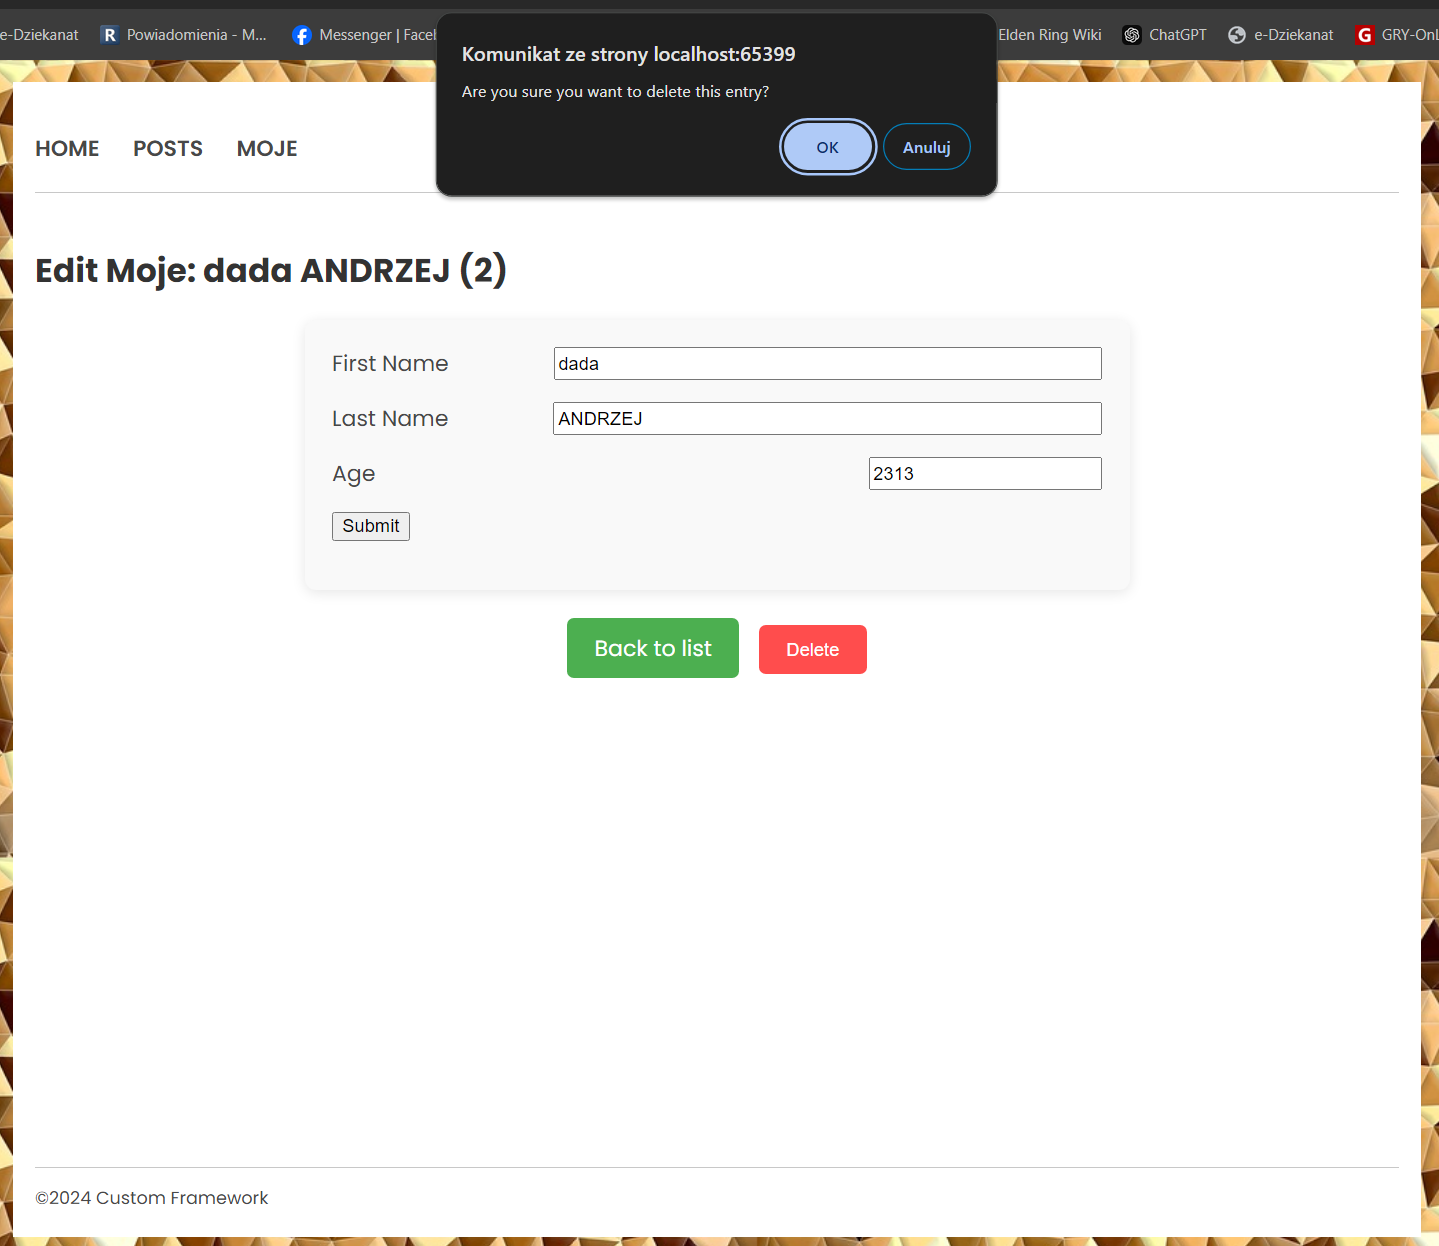 e-Dziekanat Powiadomienia - M... Messenger | Faceb Elden Ring Wiki ChatGPT e-Dziekanat GRY-OnL
Komunikat ze strony localhost:65399
Are you sure you want to delete this entry?
OK Anuluj
HOME POSTS MOJE
Edit Moje: dada ANDRZEJ (2)
First Name dada
Last Name ANDRZEJ
Age 2313
Submit
Back to list Delete
©2024 Custom Framework